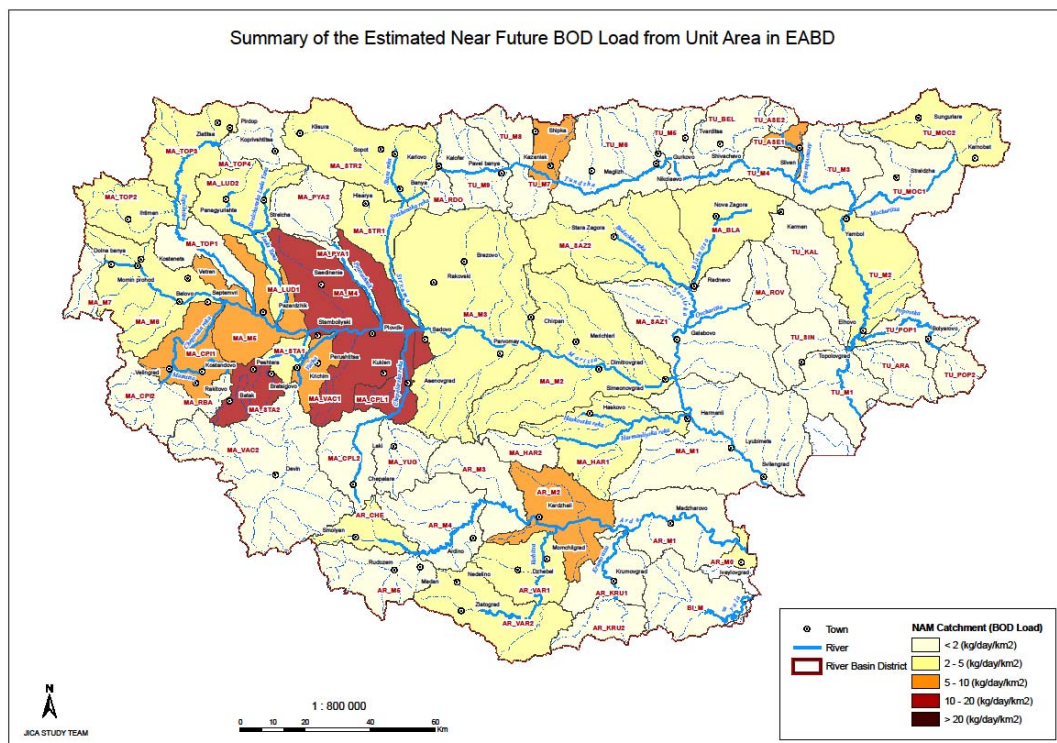 Summary of the Estimated Near Future BOD Load from Unit Area in EABD
Shipka
TU_M8
TU_M5
TU_BEL
TU_ASE2
Sungurlare
Pirdop
Zlatitsa
Klisura
Tvarditsa
TU_ASE1
TU_MOC2
Koprivshtitsa
Sopot
Karlovo
Kalofer
Pavel banya
Kazanlak
TU_M6
Gurkovo
Shivachevo
Sliven
Karnobat
MA_TOP3
MA_TOP4
MA_STR2
Maglizh
Nikolaevo
TU_M4
TU_M3
Straldzha
MA_LUD2
Banya
TU_M9
TU_M7
Tundzha
TU_MOC1
MA_TOP2
Panagyurishte
Strelcha
MA_PYA2
Hisarya
MA_RDO
Mochuritsa
Ihtiman
Nova Zagora
Karmen
Yambol
MA_STR1
Stara Zagora
MA_BLA
MA_TOP1
MA_SAZ2
TU_KAL
Dolna banya
Kostenets
MA_PYA1
Brezovo
Momin prohod
Vetren
Rakovski
Radnevo
TU_M2
Saedinenie
MA_M7
Belovo
Septemvri
MA_LUD1
MA_M4
MA_ROV
MA_M6
Pazardzhik
MA_M3
Chirpan
MA_SAZ1
Stamboliyski
Plovdiv
Sadovo
Merichleri
Galabovo
Elhovo
TU_POP1
Bolyarovo
MA_M5
Perushtitsa
Parvomay
Maritsa
TU_SIN
MA_CPI1
MA_STA1
Peshtera
Kuklen
Dimitrovgrad
Topolovgrad
TU_ARA
TU_POP2
Velingrad
Kostandovo
Krichim
Asenovgrad
MA_M2
Simeonovgrad
Rakitovo
Bratsigovo
MA_VAC1
MA_CPL1
TU_M1
MA_CPI2
MA_RBA
Batak
MA_STA2
Haskovo
Harmanli
MA_VAC2
MA_CPL2
Laki
MA_YUG
MA_HAR2
MA_HAR1
MA_M1
Lyubimets
Devin
Chepelare
AR_M3
Svilengrad
AR_M2
Kardzhali
AR_CHE
Smolyan
AR_M4
Arda
Madzharovo
Ardino
Momchilgrad
AR_M1
Rudozem
Madan
Nedelino
Dzhebel
AR_M6
Ivaylovgrad
AR_M5
AR_VAR1
AR_KRU1
Krumovgrad
Zlatograd
AR_VAR2
AR_KRU2
BI_M
Town
River
River Basin District
NAM Catchment (BOD Load)
< 2 (kg/day/km2)
2 - 5 (kg/day/km2)
5 - 10 (kg/day/km2)
10 - 20 (kg/day/km2)
> 20 (kg/day/km2)
N
JICA STUDY TEAM
1 : 800 000
0 10 20 40 60
Km